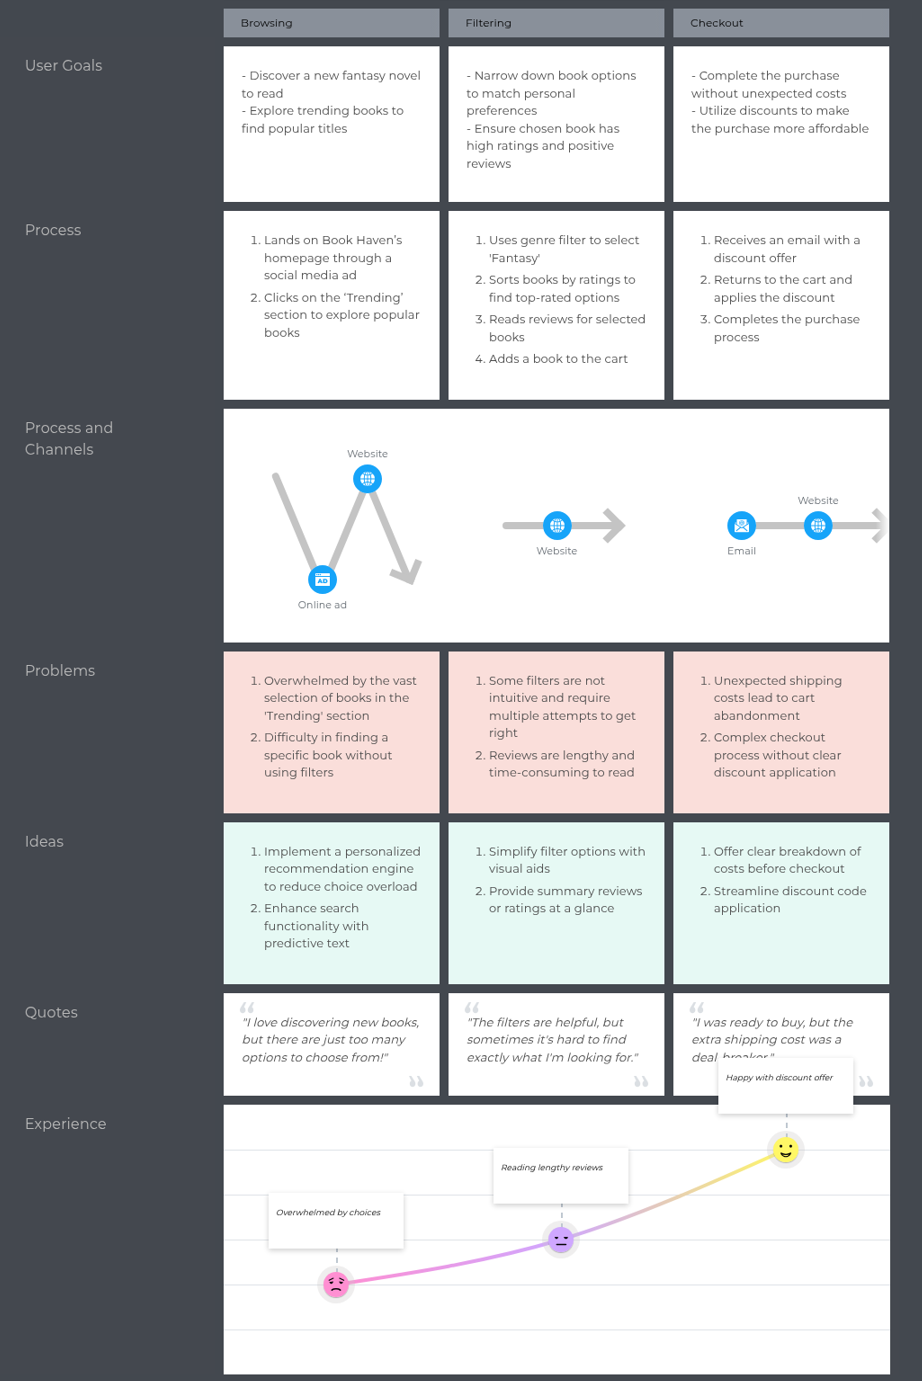 Browsing
Filtering
Checkout
User Goals
- Discover a new fantasy novel
to read
- Explore trending books to
find popular titles
- Narrow down book options
to match personal
preferences
- Ensure chosen book has
high ratings and positive
reviews
- Complete the purchase
without unexpected costs
- Utilize discounts to make
the purchase more affordable
Process
1. Lands on Book Haven’s
homepage through a
social media ad
2. Clicks on the ‘Trending’
section to explore popular
books
1. Uses genre filter to select
'Fantasy'
2. Sorts books by ratings to
find top-rated options
3. Reads reviews for selected
books
4. Adds a book to the cart
1. Receives an email with a
discount offer
2. Returns to the cart and
applies the discount
3. Completes the purchase
process
Process and
Channels
Website
AD
Online ad
Website
Email
Website
Problems
1. Overwhelmed by the vast
selection of books in the
'Trending' section
2. Difficulty in finding a
specific book without
using filters
1. Some filters are not
intuitive and require
multiple attempts to get
right
2. Reviews are lengthy and
time-consuming to read
1. Unexpected shipping
costs lead to cart
abandonment
2. Complex checkout
process without clear
discount application
Ideas
1. Implement a personalized
recommendation engine
to reduce choice overload
2. Enhance search
functionality with
predictive text
1. Simplify filter options with
visual aids
2. Provide summary reviews
or ratings at a glance
1. Offer clear breakdown of
costs before checkout
2. Streamline discount code
application
Quotes
"I love discovering new books,
but there are just too many
options to choose from!"
"The filters are helpful, but
sometimes it's hard to find
exactly what I'm looking for."
"I was ready to buy, but the
extra shipping cost was a
deal breaker."
Experience
Happy with discount offer
Reading lengthy reviews
Overwhelmed by choices